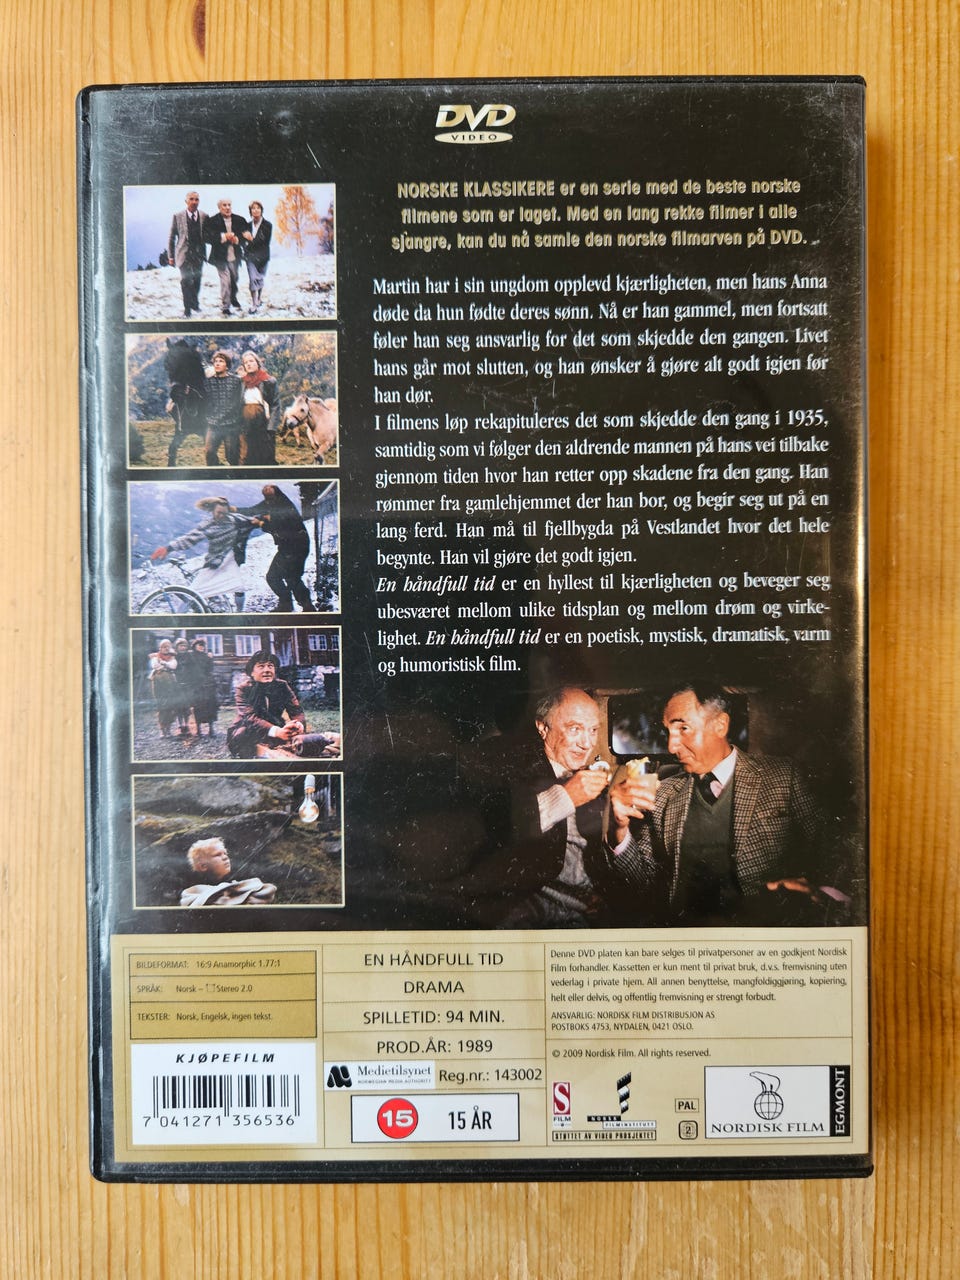 DVD
VIDEO
NORSKE KLASSIKERE er en serie med de beste norske
filmene som er laget. Med en lang rekke filmer i alle
sjangre, kan du nå samle den norske filmarven på DVD.
Martin har i sin ungdom opplevd kjærligheten, men hans Anna
døde da hun fødte deres sønn. Nå er han gammel, men fortsatt
føler han seg ansvarlig for det som skjedde den gangen. Livet
hans går mot slutten, og han ønsker å gjøre alt godt igjen før
han dør.
I filmens løp rekapituleres det som skjedde den gang i 1935,
samtidig som vi følger den aldrende mannen på hans vei tilbake
gjennom tiden hvor han retter opp skadene fra den gang. Han
rømmer fra gamlehjemmet der han bor, og begir seg ut på en
lang ferd. Han må til fjellbygda på Vestlandet hvor det hele
begynte. Han vil gjøre det godt igjen.
En håndfull tid er en hyllest til kjærligheten og beveger seg
ubesværet mellom ulike tidsplan og mellom drøm og virke-
lighet. En håndfull tid er en poetisk, mystisk, dramatisk, varm
og humoristisk film.
BILDEFORMAT: 16:9 Anamorphic 1.77:1
SPRÅK: Norsk – Stereo 2.0
TEKSTER: Norsk, Engelsk, ingen tekst.
KJØPEFILM
7 041271 356536
EN HÅNDFULL TID
DRAMA
SPILLETID: 94 MIN.
PROD.ÅR: 1989
Medietilsynet
NORWEGIAN MEDIA AUTHORITY
Reg.nr.: 143002
15 15 ÅR
Denne DVD platen kan bare selges til privatpersoner av en godkjent Nordisk
Film forhandler. Kassetten er kun ment til privat bruk, d.v.s. fremvisning uten
vederlag i private hjem. All annen benyttelse, mangfoldiggjøring, kopiering,
helt eller delvis, og offentlig fremvisning er strengt forbudt.
ANSVARLIG: NORDISK FILM DISTRIBUSJON AS
POSTBOKS 4753, NYDALEN, 0421 OSLO.
© 2009 Nordisk Film. All rights reserved.
S
FILM
NORSK
FILMINSTITUTT
STØTTET AV VIDEO PROSJEKTET
PAL
2
NORDISK FILM
EGMONT